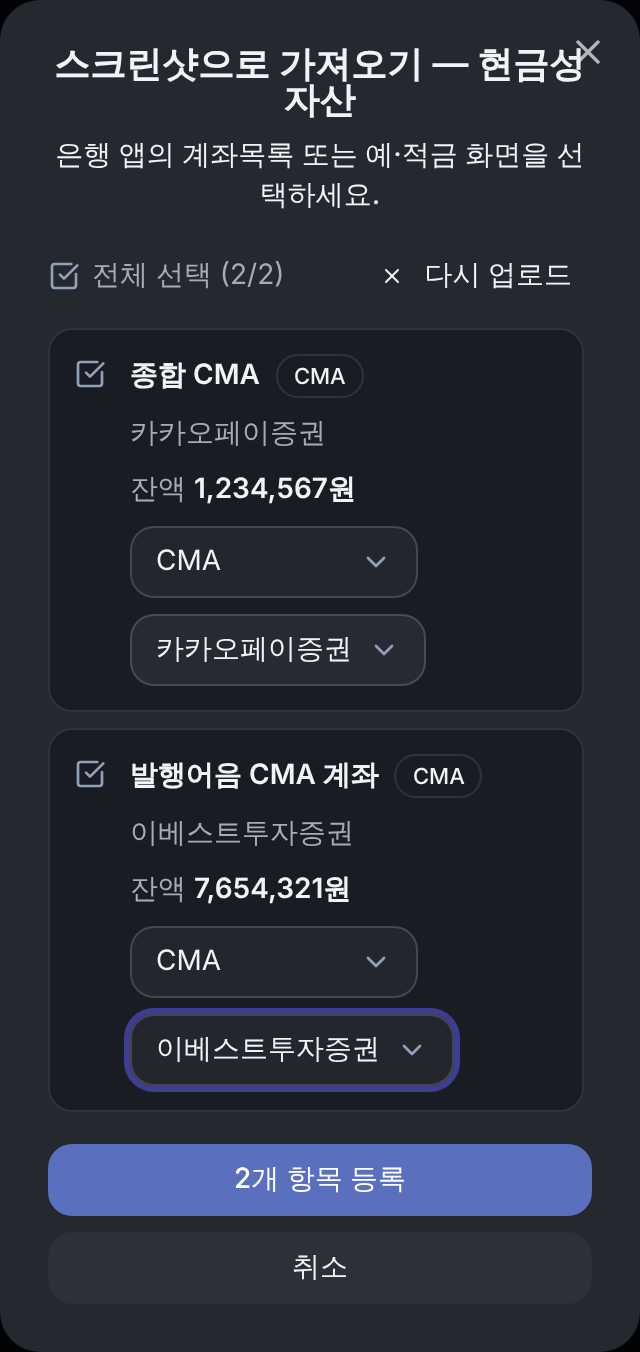 스크린샷으로 가져오기 — 현금성
자산
은행 앱의 계좌목록 또는 예·적금 화면을 선
택하세요.
전체 선택 (2/2)
다시 업로드
종합 CMA
CMA
카카오페이증권
잔액 1,234,567원
CMA
카카오페이증권
발행어음 CMA 계좌
CMA
이베스트투자증권
잔액 7,654,321원
CMA
이베스트투자증권
2개 항목 등록
취소